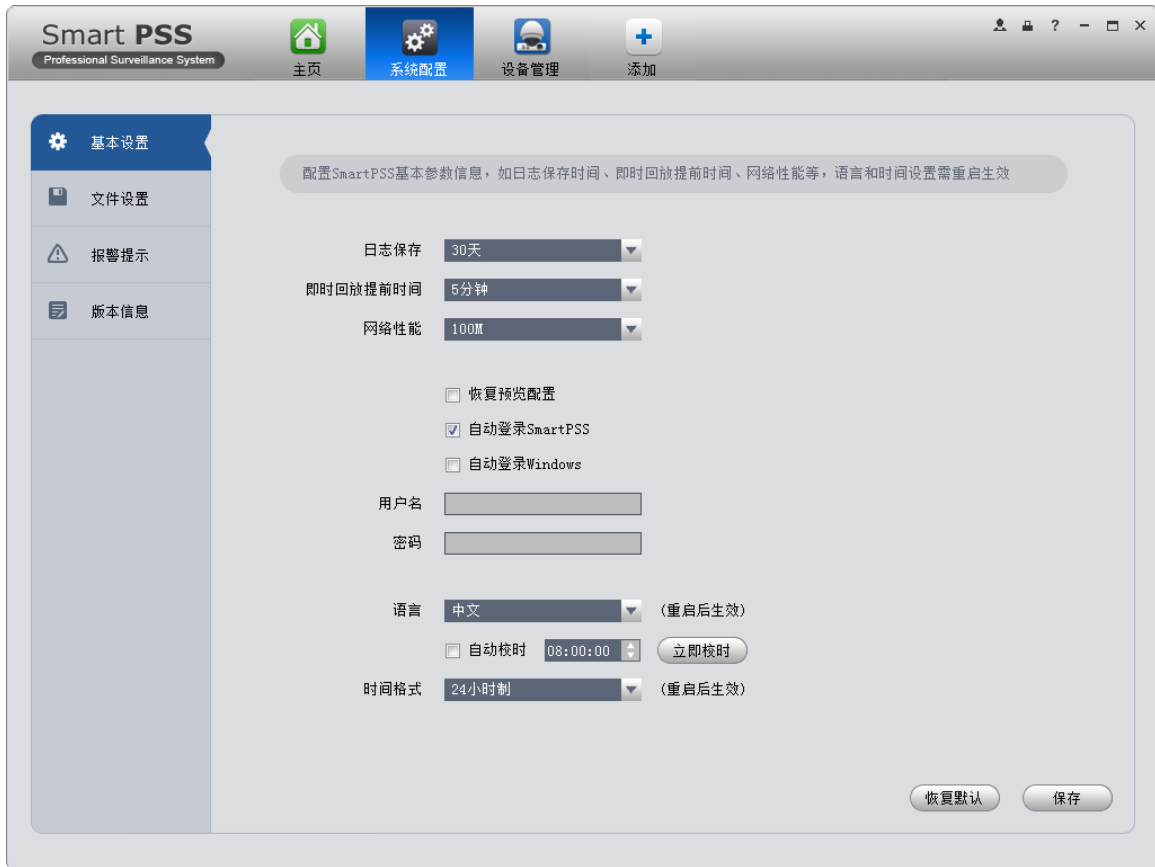 Smart PSS
Professional Surveillance System
主页
系统配置
设备管理
添加
?
基本设置
文件设置
报警提示
版本信息
配置SmartPSS基本参数信息，如日志保存时间、即时回放提前时间、网络性能等，语言和时间设置需重启生效
日志保存 30天
即时回放提前时间 5分钟
网络性能 100M
恢复预览配置
自动登录SmartPSS
自动登录Windows
用户名
密码
语言 中文 (重启后生效)
自动校时 08:00:00 立即校时
时间格式 24小时制 (重启后生效)
恢复默认 保存